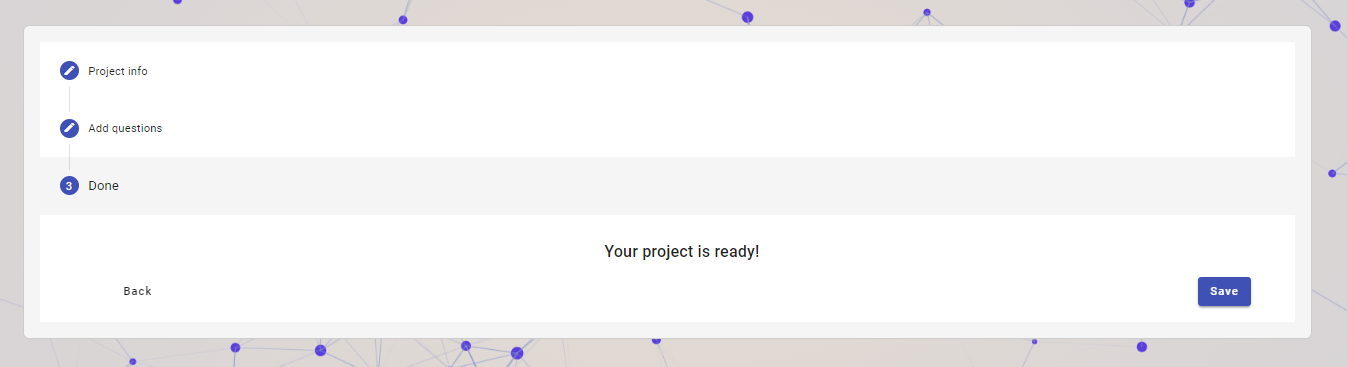 Project info
Add questions
3 Done
Your project is ready!
Back
Save